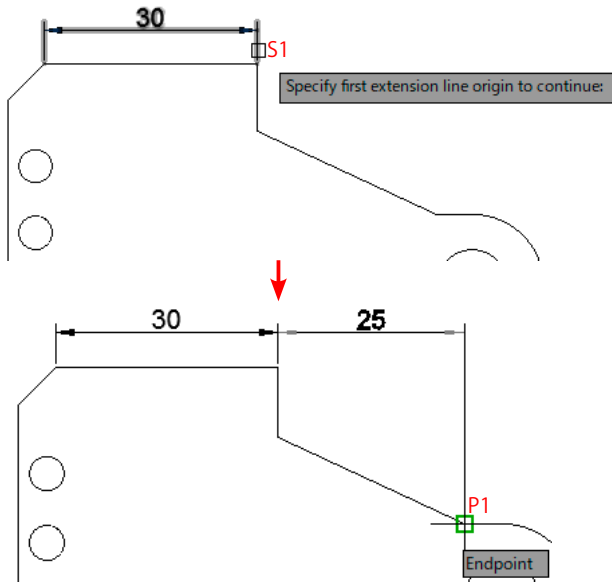 30
S1
Specify first extension line origin to continue:
30
25
P1
Endpoint